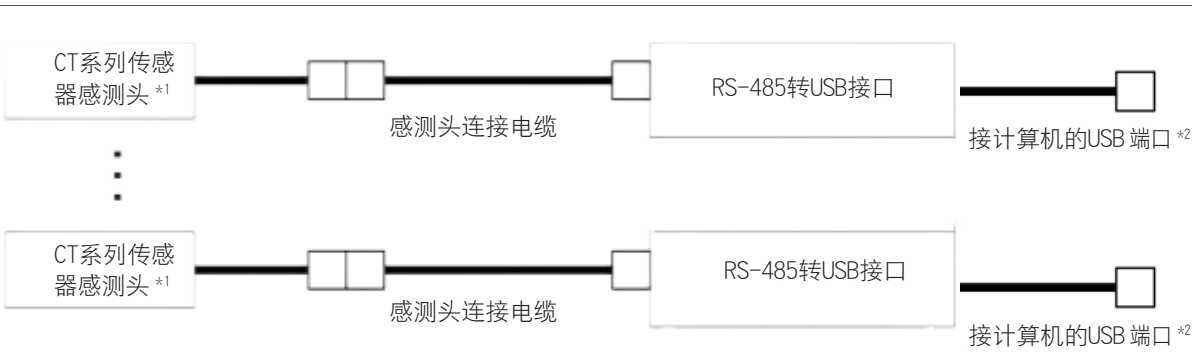 CT系列传感
器感测头 *1
RS-485转USB接口
感测头连接电缆
接计算机的USB 端口 *2
CT系列传感
器感测头 *1
RS-485转USB接口
感测头连接电缆
接计算机的USB 端口 *2